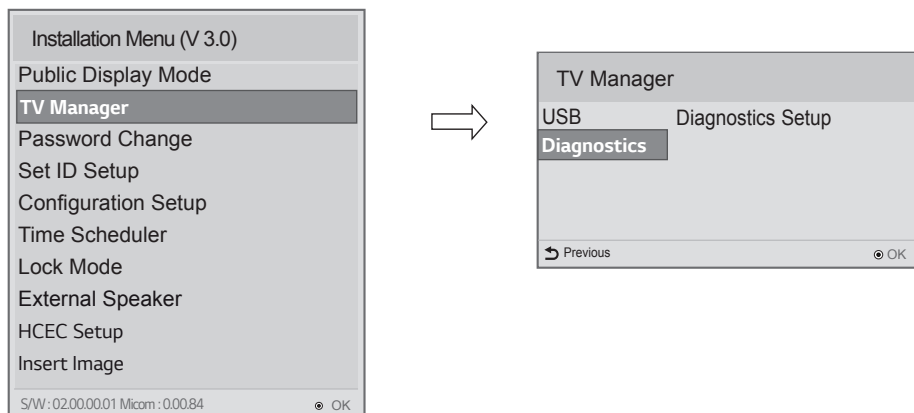 Installation Menu (V 3.0)
Public Display Mode
TV Manager
Password Change
Set ID Setup
Configuration Setup
Time Scheduler
Lock Mode
External Speaker
HCEC Setup
Insert Image
S/W : 02.00.00.01 Micom : 0.00.84 OK
TV Manager
USB Diagnostics Setup
Diagnostics
Previous OK